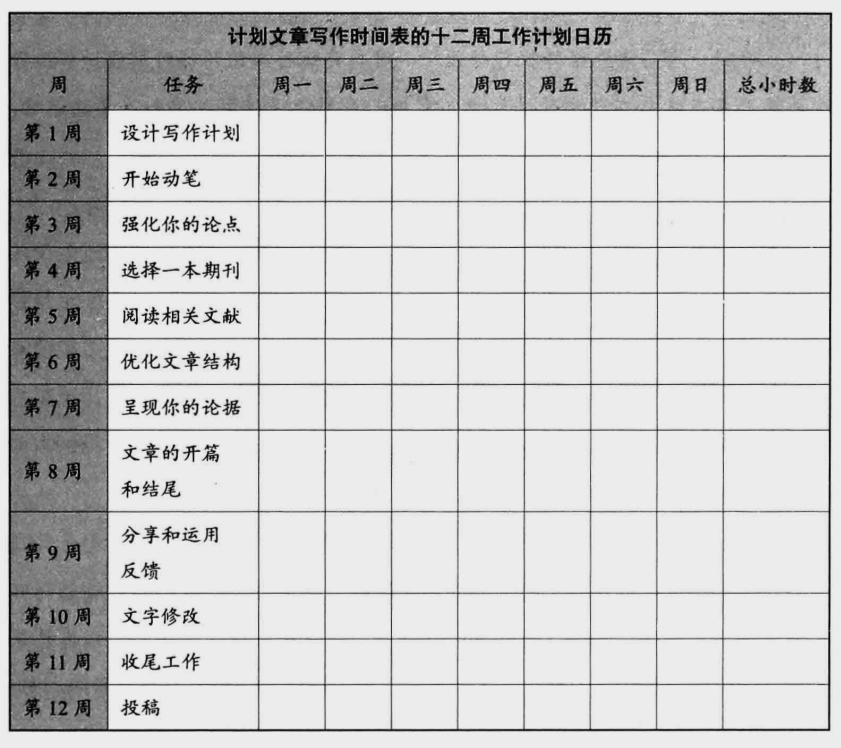 计划文章写作时间表的十二周工作计划日历
周 任务 周一 周二 周三 周四 周五 周六 周日 总小时数
第 1 周 设计写作计划
第 2 周 开始动笔
第 3 周 强化你的论点
第 4 周 选择一本期刊
第 5 周 阅读相关文献
第 6 周 优化文章结构
第 7 周 呈现你的论据
第 8 周 文章的开篇
和结尾
第 9 周 分享和运用
反馈
第 10 周 文字修改
第 11 周 收尾工作
第 12 周 投稿